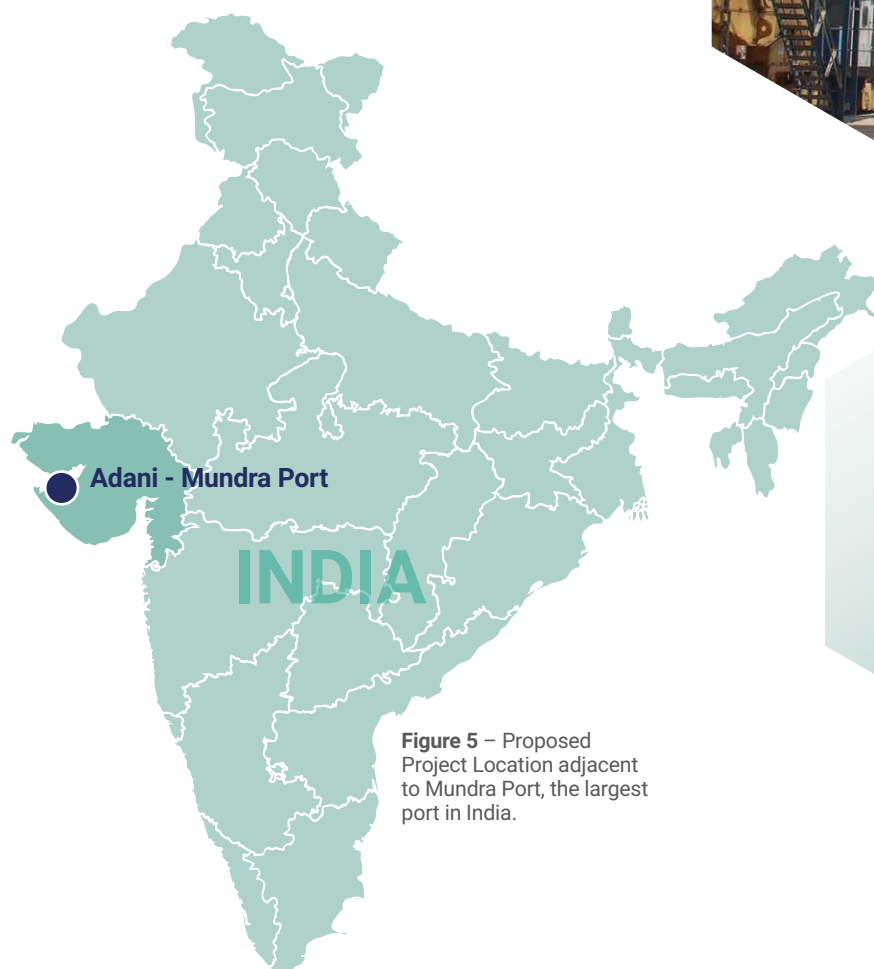 Adani - Mundra Port
INDIA
Figure 5 – Proposed
Project Location adjacent
to Mundra Port, the largest
port in India.